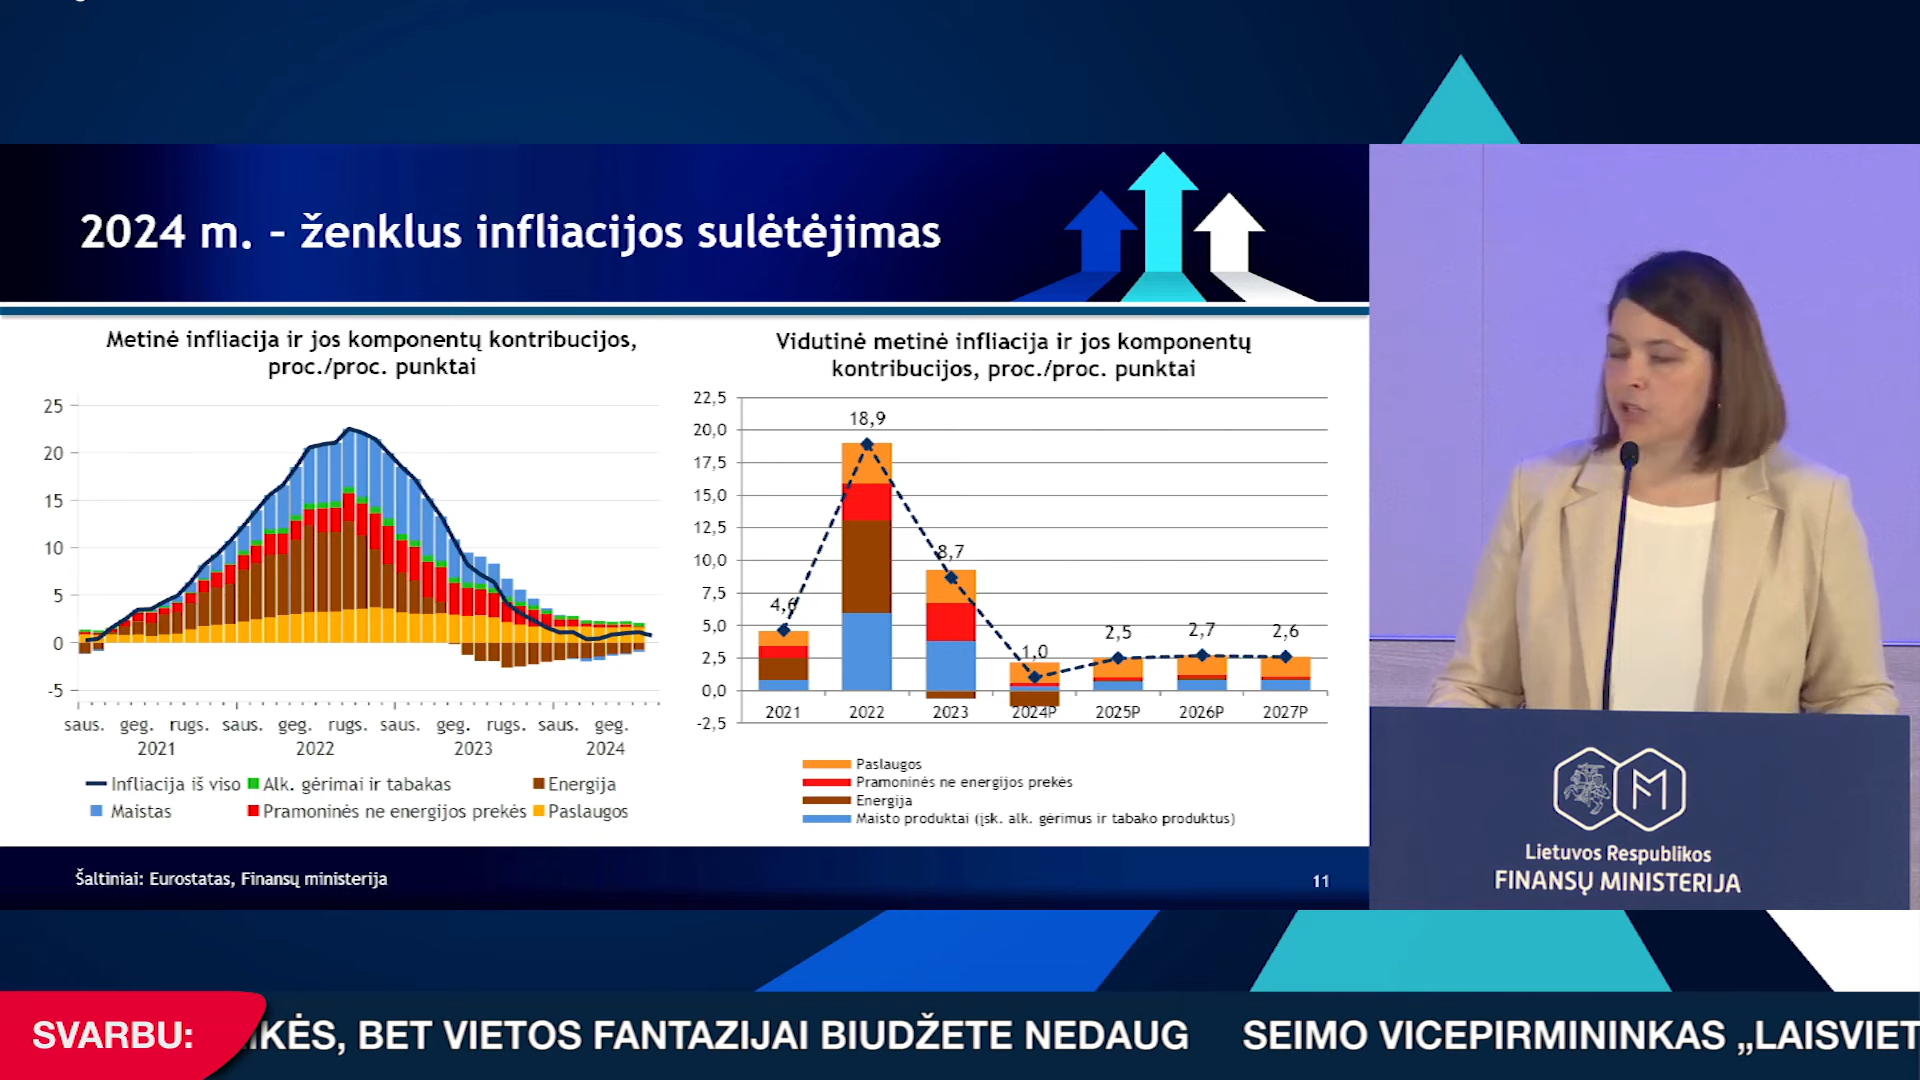 2024 m. – ženklus infliacijos sulėtėjimas
Metinė infliacija ir jos komponentų kontribucijos,
proc./proc. punktai
25
20
15
10
5
0
-5
saus. geg. rugs. saus. geg. rugs. saus. geg. rugs. saus. geg.
2021 2022 2023 2024
Infliacija iš viso Alk. gėrimai ir tabakas Energija
Maistas Pramoninės ne energijos prekės Paslaugos
Vidutinė metinė infliacija ir jos komponentų
kontribucijos, proc./proc. punktai
22,5
20,0
17,5
15,0
12,5
10,0
7,5
5,0
2,5
0,0
-2,5
4,6
18,9
8,7
1,0
2,5
2,7
2,6
2021 2022 2023 2024P 2025P 2026P 2027P
Paslaugos
Pramoninės ne energijos prekės
Energija
Maisto produktai (įsk. alk. gėrimus ir tabako produktus)
Šaltiniai: Eurostatas, Finansų ministerija
11
Lietuvos Respublikos
FINANSŲ MINISTERIJA
SVARBU: IKĖS, BET VIETOS FANTAZIJAI BIUDŽETE NEDAUG SEIMO VICEPIRMININKAS „LAISVIET